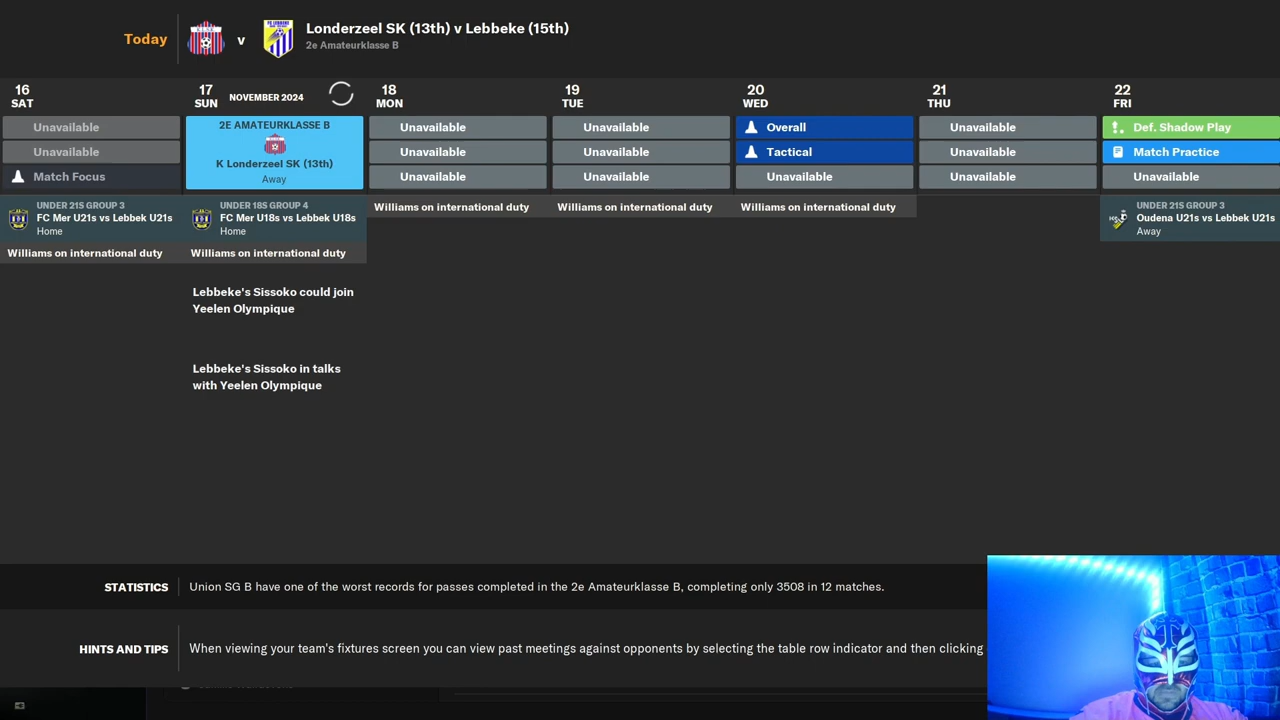 Today
v
Londerzeel SK (13th) v Lebbeke (15th)
2e Amateurklasse B
16
SAT
17
SUN
NOVEMBER 2024
18
MON
19
TUE
20
WED
21
THU
22
FRI
Unavailable
Unavailable
Match Focus
2E AMATEURKLASSE B
K Londerzeel SK (13th)
Away
Unavailable
Unavailable
Unavailable
Unavailable
Unavailable
Unavailable
Overall
Tactical
Unavailable
Unavailable
Unavailable
Unavailable
Def. Shadow Play
Match Practice
Unavailable
UNDER 21S GROUP 3
FC Mer U21s vs Lebbek U21s
Home
Williams on international duty
UNDER 18S GROUP 4
FC Mer U18s vs Lebbek U18s
Home
Williams on international duty
Williams on international duty
Williams on international duty
Williams on international duty
UNDER 21S GROUP 3
Oudena U21s vs Lebbek U21s
Away
Lebbeke's Sissoko could join
Yeelen Olympique
Lebbeke's Sissoko in talks
with Yeelen Olympique
STATISTICS
Union SG B have one of the worst records for passes completed in the 2e Amateurklasse B, completing only 3508 in 12 matches.
HINTS AND TIPS
When viewing your team's fixtures screen you can view past meetings against opponents by selecting the table row indicator and then clicking